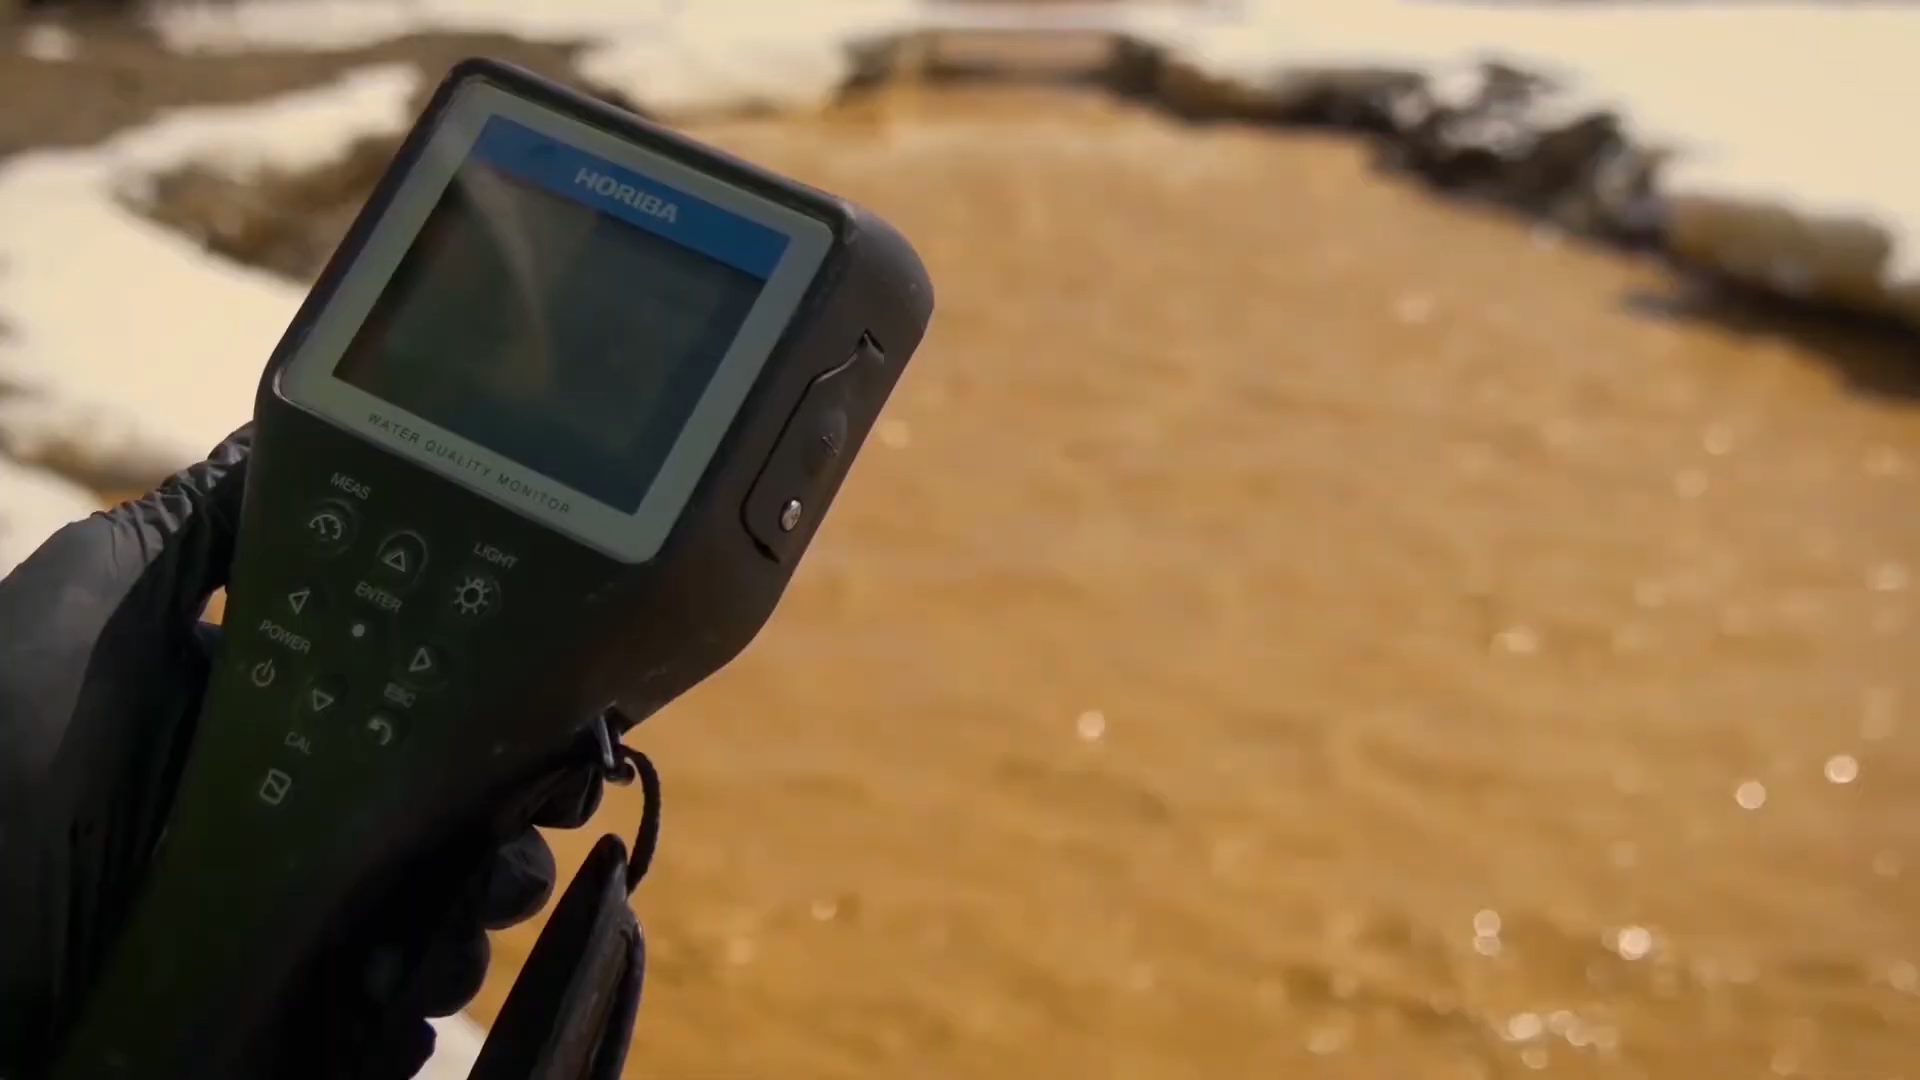 HORIBA
WATER QUALITY MONITOR
MEAS
LIGHT
ENTER
POWER
ESC
CAL